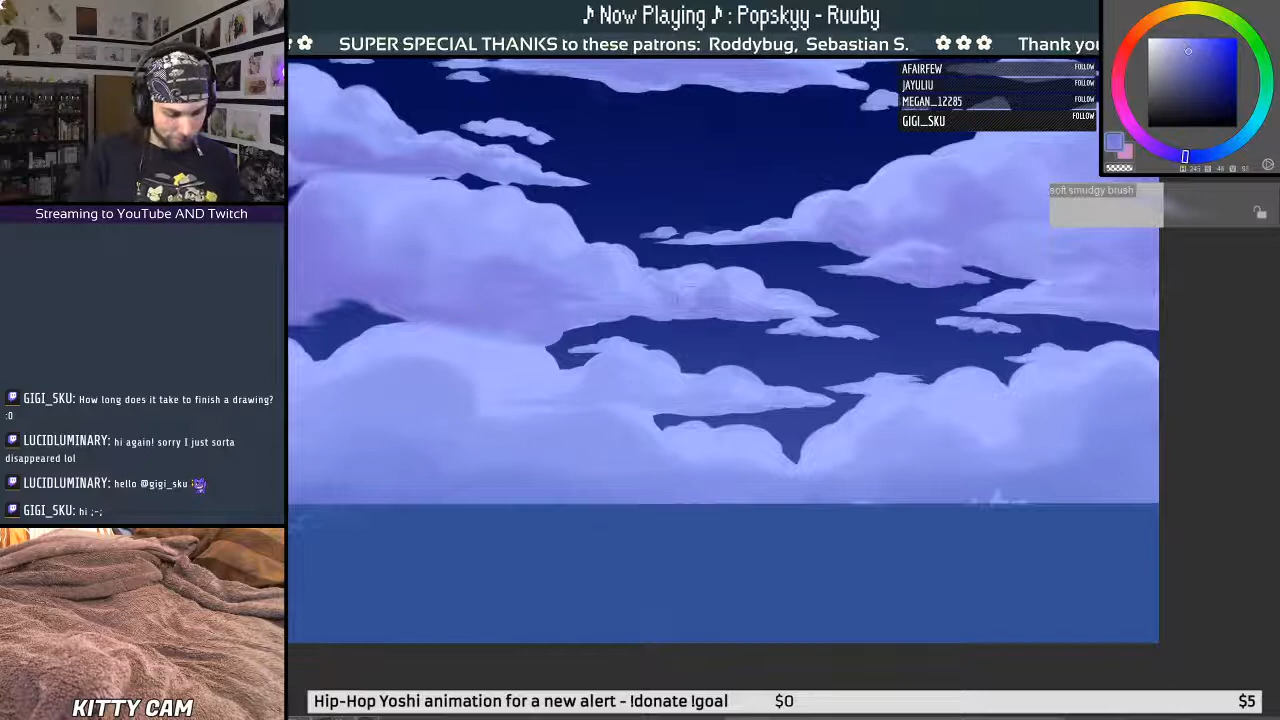 ♪ Now Playing ♪ : Popskyy - Ruuby
SUPER SPECIAL THANKS to these patrons: Roddybug, Sebastian S. ✿ ✿ ✿ Thank you
AFAIRFEW FOLLOW
JAYULIU FOLLOW
MEGAN_12285 FOLLOW
GIGI_SKU FOLLOW
soft smudgy brush
Streaming to YouTube AND Twitch
GIGI_SKU: How long does it take to finish a drawing?
:O
LUCIDLUMINARY: hi again! sorry I just sorta
disappeared lol
LUCIDLUMINARY: hello @gigi_sku
GIGI_SKU: hi ;-;
KITTY CAM
Hip-Hop Yoshi animation for a new alert - !donate !goal $0 $5